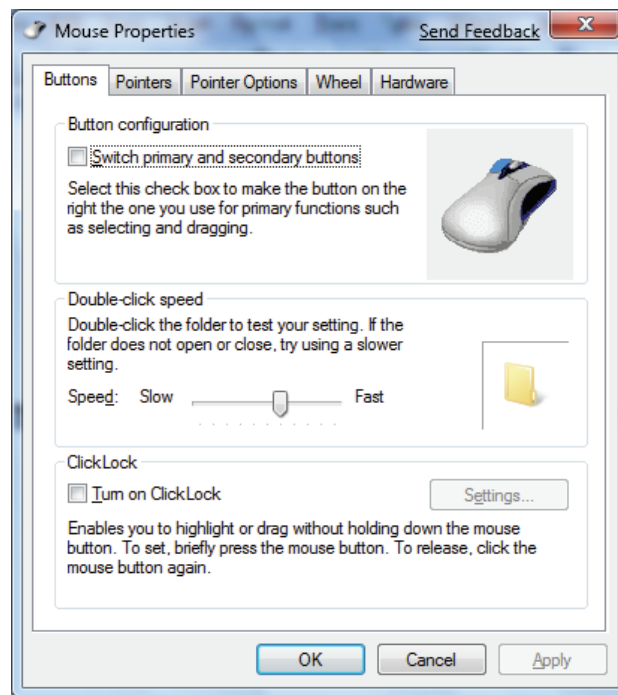 Mouse Properties
Send Feedback
Buttons
Pointers
Pointer Options
Wheel
Hardware
Button configuration
Switch primary and secondary buttons
Select this check box to make the button on the
right the one you use for primary functions such
as selecting and dragging.
Double-click speed
Double-click the folder to test your setting. If the
folder does not open or close, try using a slower
setting.
Speed: Slow Fast
ClickLock
Turn on ClickLock
Settings...
Enables you to highlight or drag without holding down the mouse
button. To set, briefly press the mouse button. To release, click the
mouse button again.
OK
Cancel
Apply